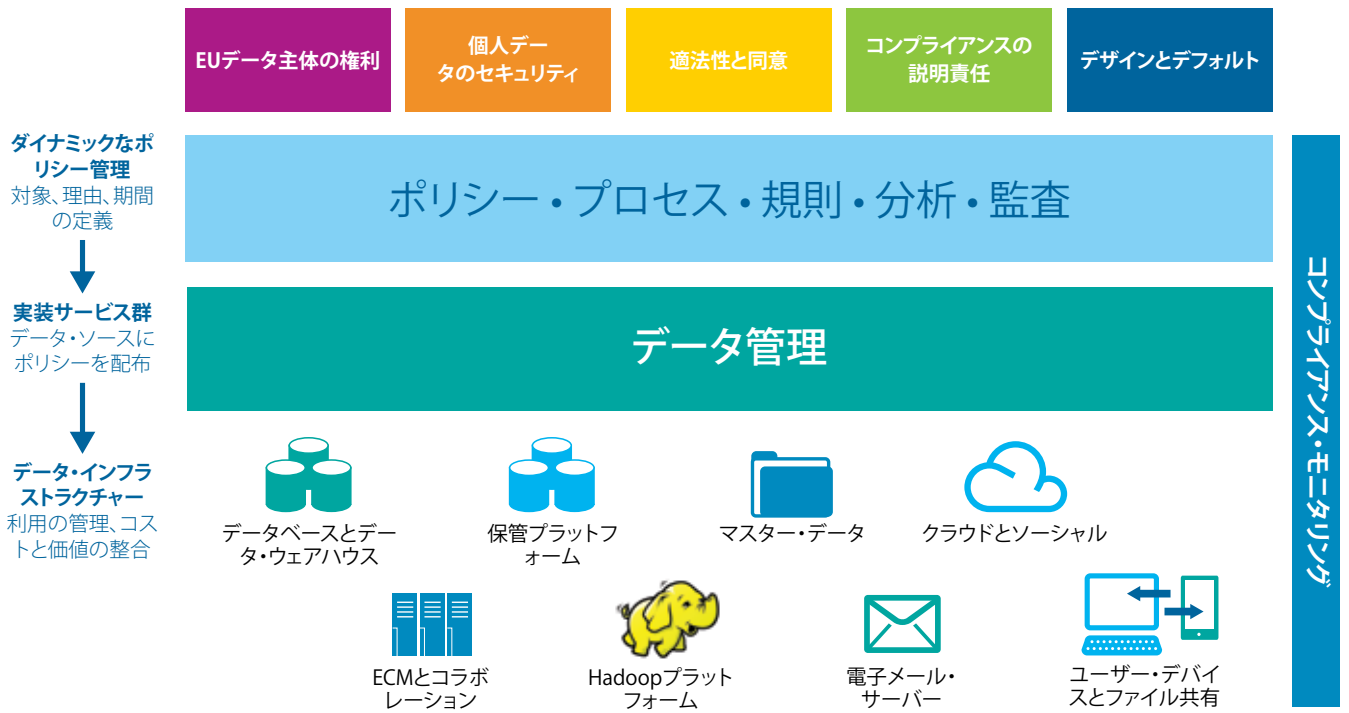 EUデータ主体の権利
個人デー
タのセキュリティ
適法性と同意
コンプライアンスの
説明責任
デザインとデフォルト
ダイナミックなポ
リシー管理
対象、理由、期間
の定義
ポリシー・プロセス・規則・分析・監査
実装サービス群
データ・ソースに
ポリシーを配布
データ管理
データ・インフラ
ストラクチャー
利用の管理、コス
トと価値の整合
データベースとデー
タ・ウェアハウス
保管プラットフ
ォーム
マスター・データ
クラウドとソーシャル
ECMとコラボ
レーション
Hadoopプラット
フォーム
電子メール・
サーバー
ユーザー・デバイ
スとファイル共有
コンプライアンス・モニタリング